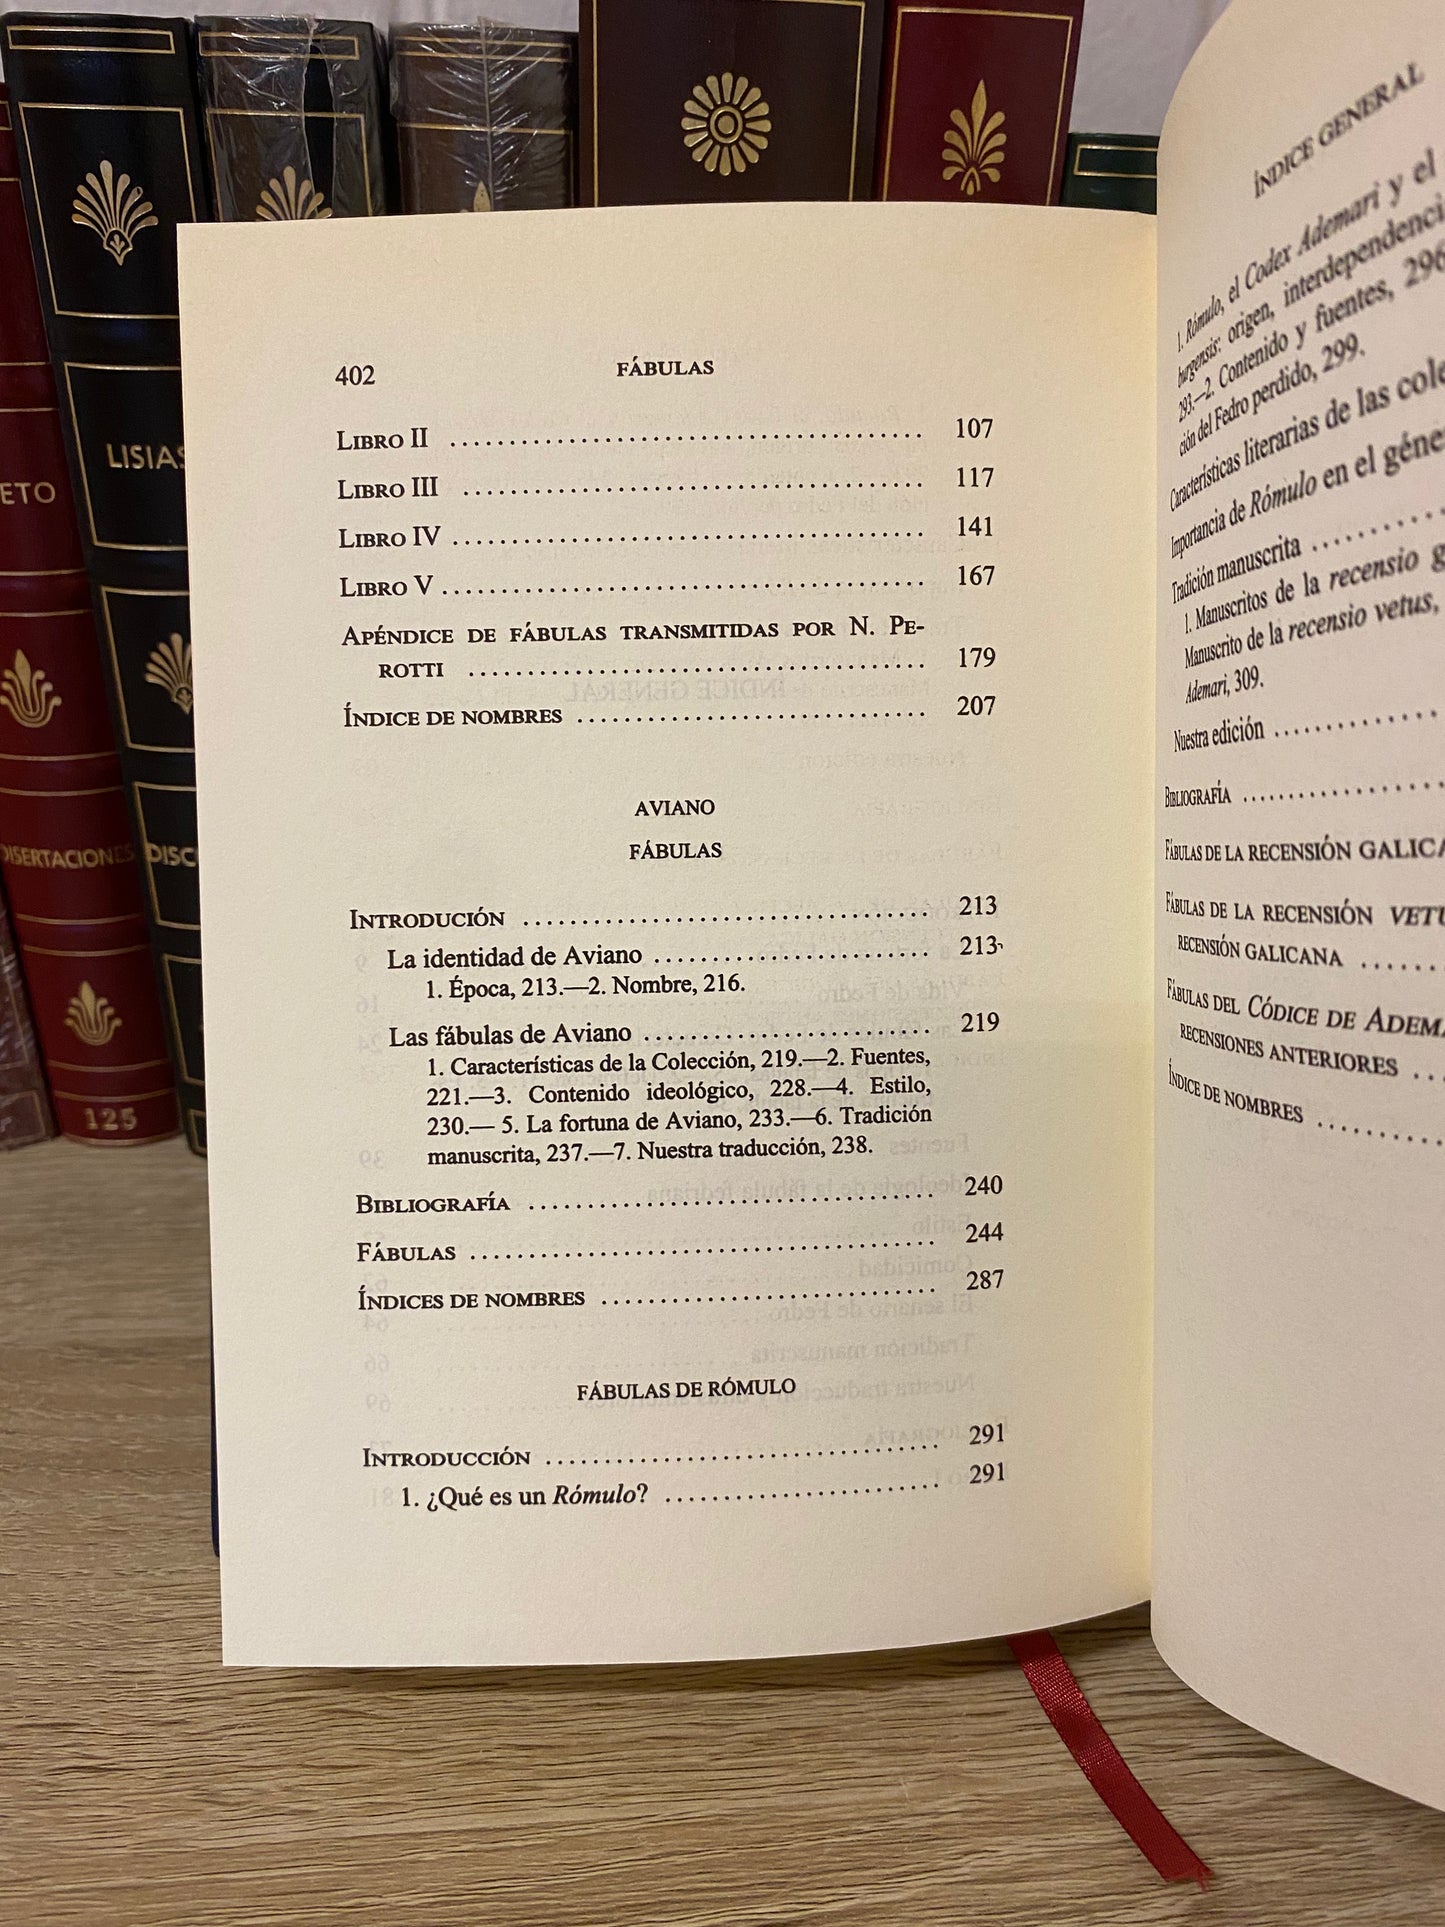 ETO
DISERTACIONES
125
LISIAS
DISC
402 FÁBULAS
LIBRO II ........................................ 107
LIBRO III ....................................... 117
LIBRO IV ........................................ 141
LIBRO V ......................................... 167
APÉNDICE DE FÁBULAS TRANSMITIDAS POR N. PE-
ROTTI ....................................... 179
ÍNDICE DE NOMBRES .............................. 207
AVIANO
FÁBULAS
INTRODUCIÓN ................................... 213
La identidad de Aviano ........................ 213
1. Época, 213.—2. Nombre, 216.
Las fábulas de Aviano ......................... 219
1. Características de la Colección, 219.—2. Fuentes,
221.—3. Contenido ideológico, 228.—4. Estilo,
230.— 5. La fortuna de Aviano, 233.—6. Tradición
manuscrita, 237.—7. Nuestra traducción, 238.
BIBLIOGRAFÍA ................................... 240
FÁBULAS ........................................ 244
ÍNDICES DE NOMBRES ............................. 287
FÁBULAS DE RÓMULO
INTRODUCCIÓN .................................. 291
1. ¿Qué es un Rómulo? ........................ 291
ÍNDICE GENERAL
1. Rómulo, el Codex Ademari y el
burgensis: origen, interdependenci
293.—2. Contenido y fuentes, 296
ción del Fedro perdido, 299.
Características literarias de las cole
Importancia de Rómulo en el géne
Tradición manuscrita ..........
1. Manuscritos de la recensio g
Manuscrito de la recensio vetus,
Ademari, 309.
Nuestra edición ..............
BIBLIOGRAFÍA ..................
FÁBULAS DE LA RECENSIÓN GALICA
FÁBULAS DE LA RECENSIÓN VETU
RECENSIÓN GALICANA ......
FÁBULAS DEL CÓDICE DE ADEMA
RECENSIONES ANTERIORES ...
ÍNDICE DE NOMBRES ...........